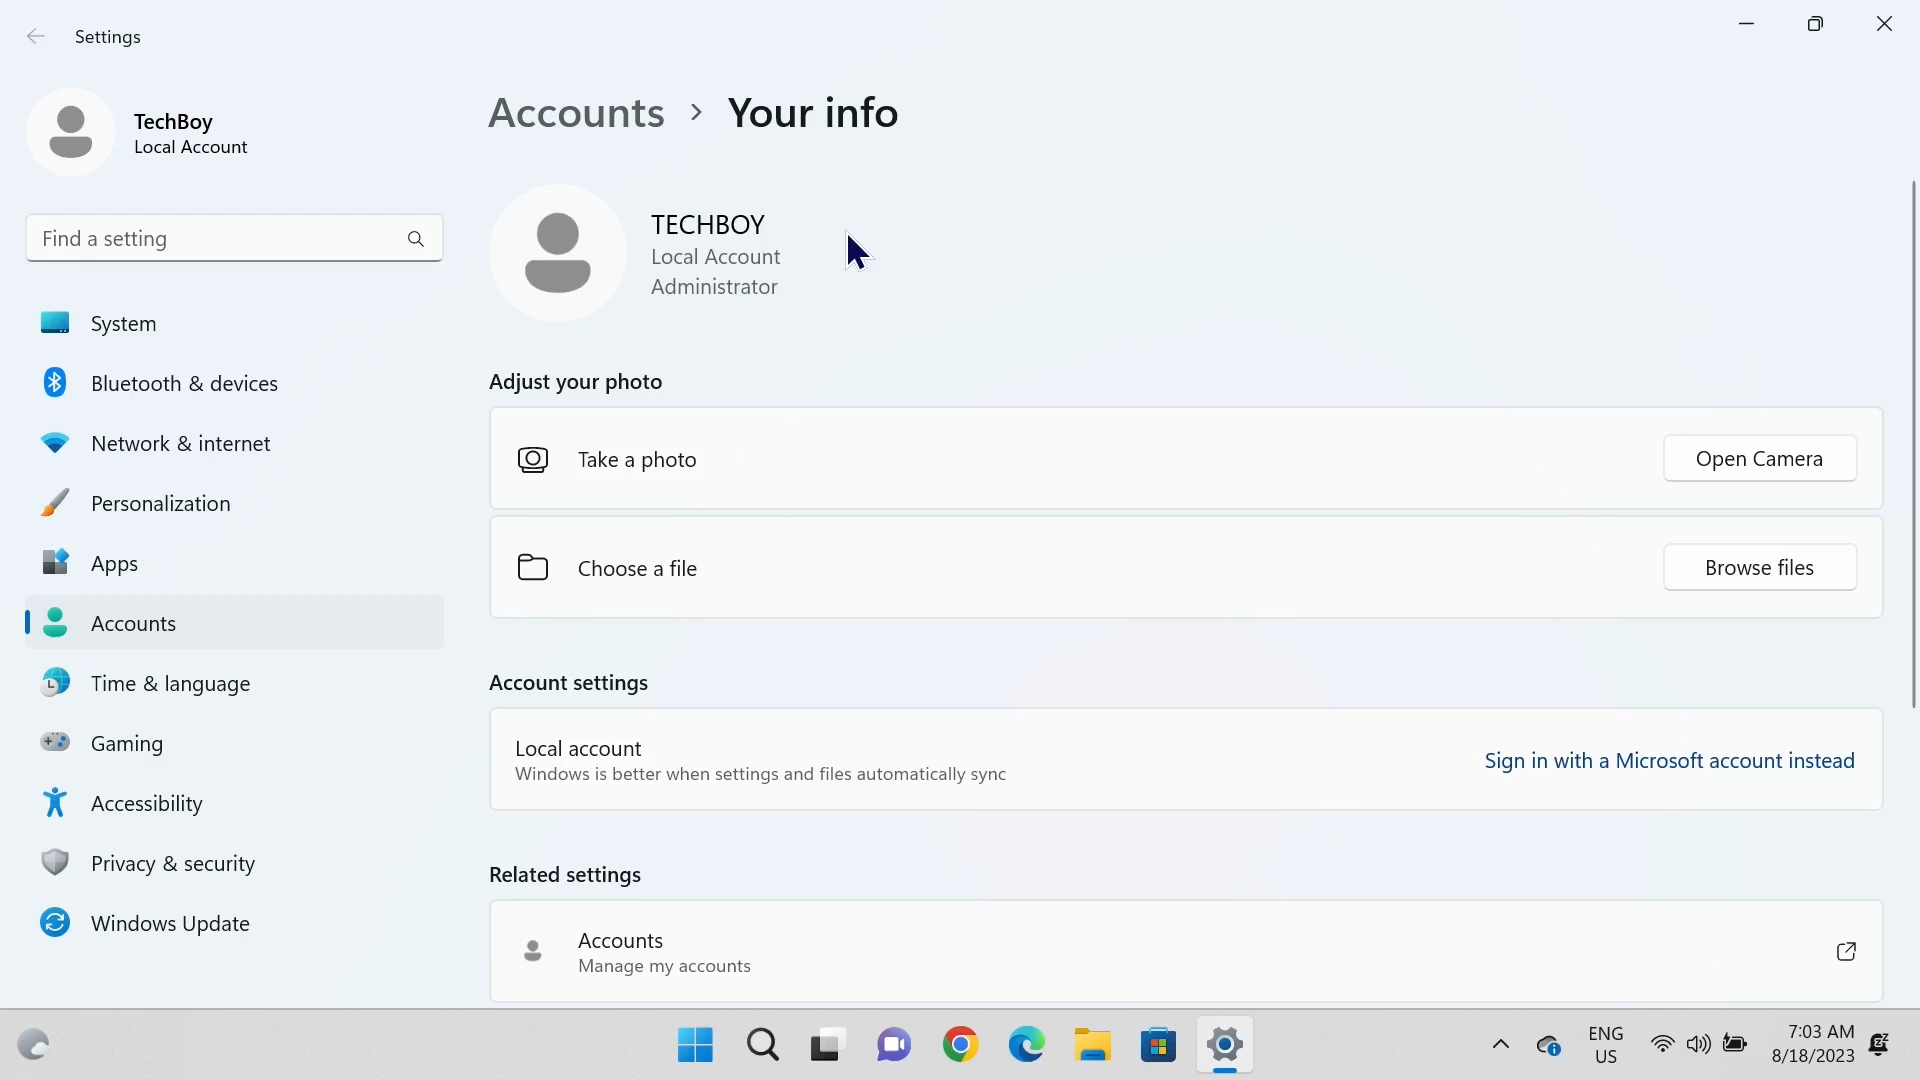 Settings
TechBoy
Local Account
Find a setting
System
Bluetooth & devices
Network & internet
Personalization
Apps
Accounts
Time & language
Gaming
Accessibility
Privacy & security
Windows Update
Accounts > Your info
TECHBOY
Local Account
Administrator
Adjust your photo
Take a photo
Open Camera
Choose a file
Browse files
Account settings
Local account
Windows is better when settings and files automatically sync
Sign in with a Microsoft account instead
Related settings
Accounts
Manage my accounts
ENG
US
7:03 AM
8/18/2023